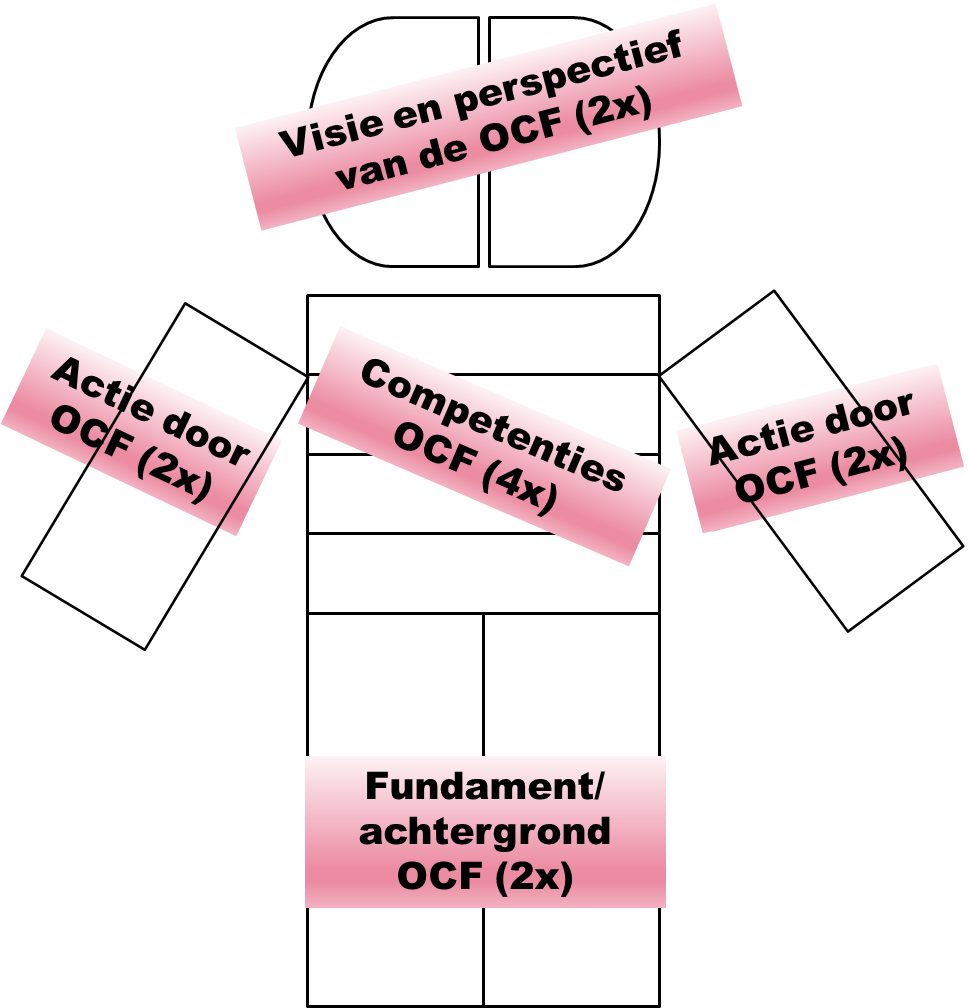 Visie en perspectief
van de OCF (2x)
Actie door
OCF (2x)
Competenties
OCF (4x)
Actie door
OCF (2x)
Fundament/
achtergrond
OCF (2x)